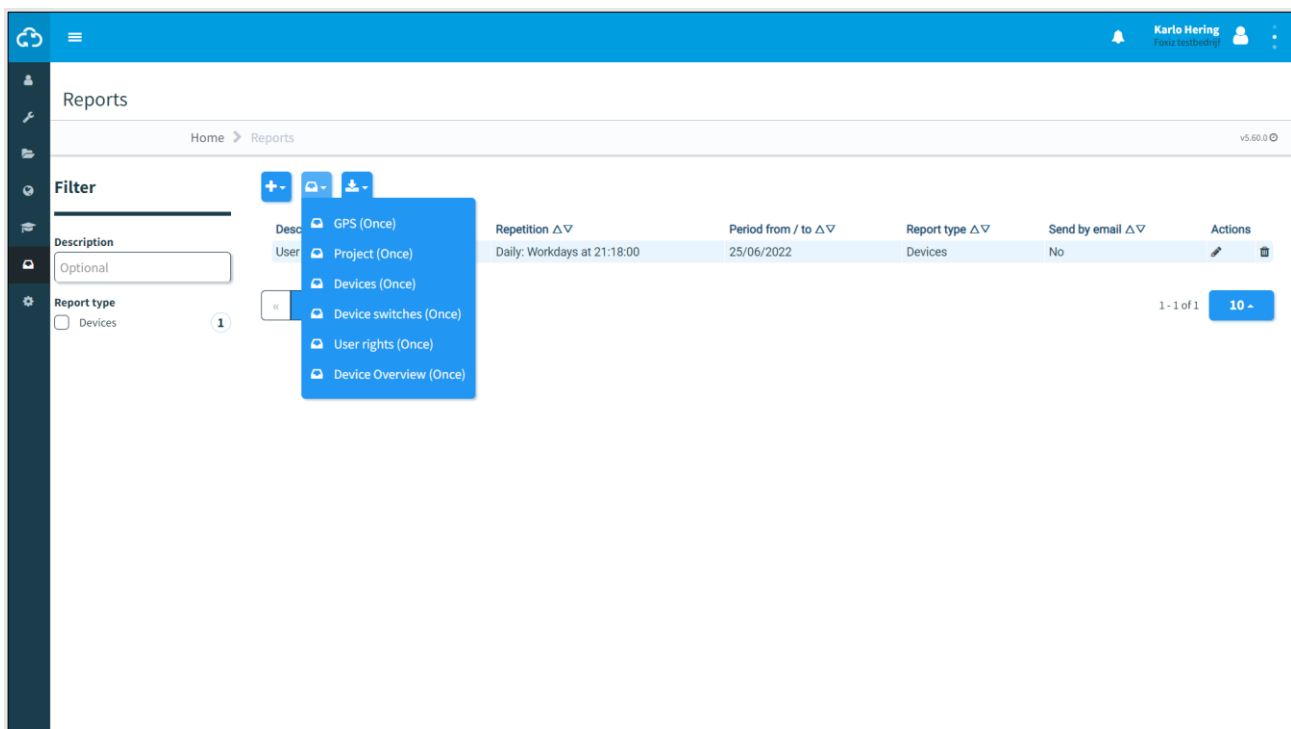 Karlo Hering
Foxiz testbedrijf
Reports
Home Reports
v5.60.0
Filter
Description
Optional
Report type
Devices 1
GPS (Once)
Project (Once)
Devices (Once)
Device switches (Once)
User rights (Once)
Device Overview (Once)
Desc Repetition △▽ Period from / to △▽ Report type △▽ Send by email △▽ Actions
User Daily: Workdays at 21:18:00 25/06/2022 Devices No
« 1 - 1 of 1 10